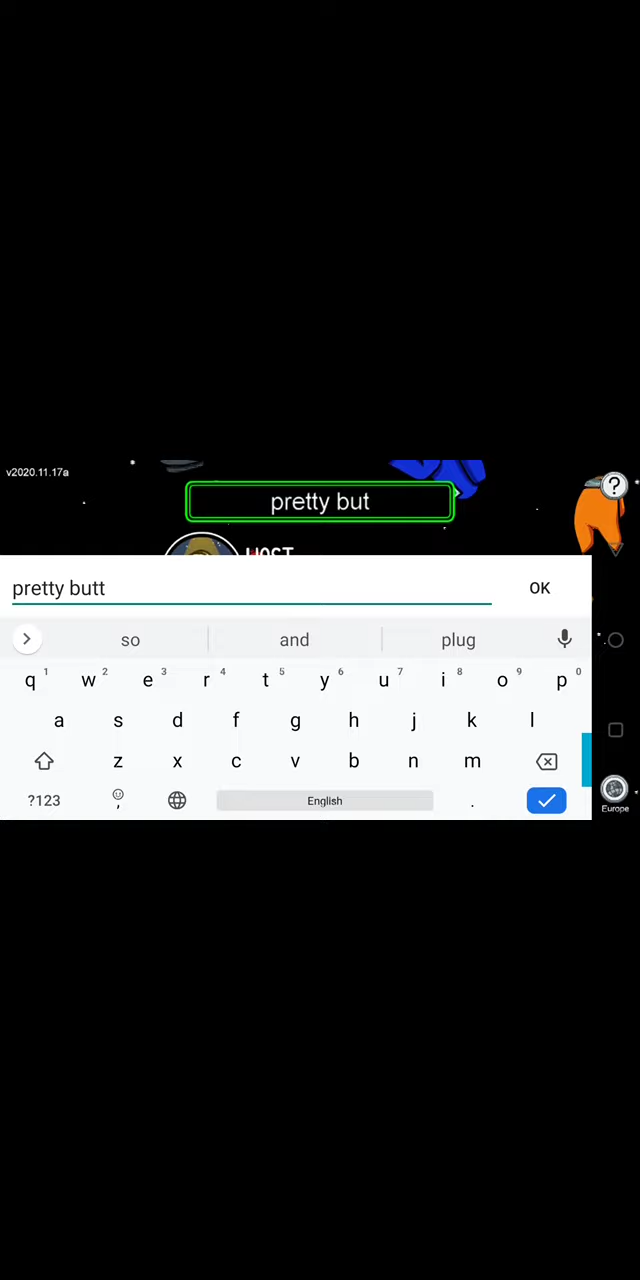 v2020.11.17a
pretty but
HOST
pretty butt
OK
so and plug
q 1 w 2 e 3 r 4 t 5 y 6 u 7 i 8 o 9 p 0
a s d f g h j k l
z x c v b n m
?123 , English .
?
Europe